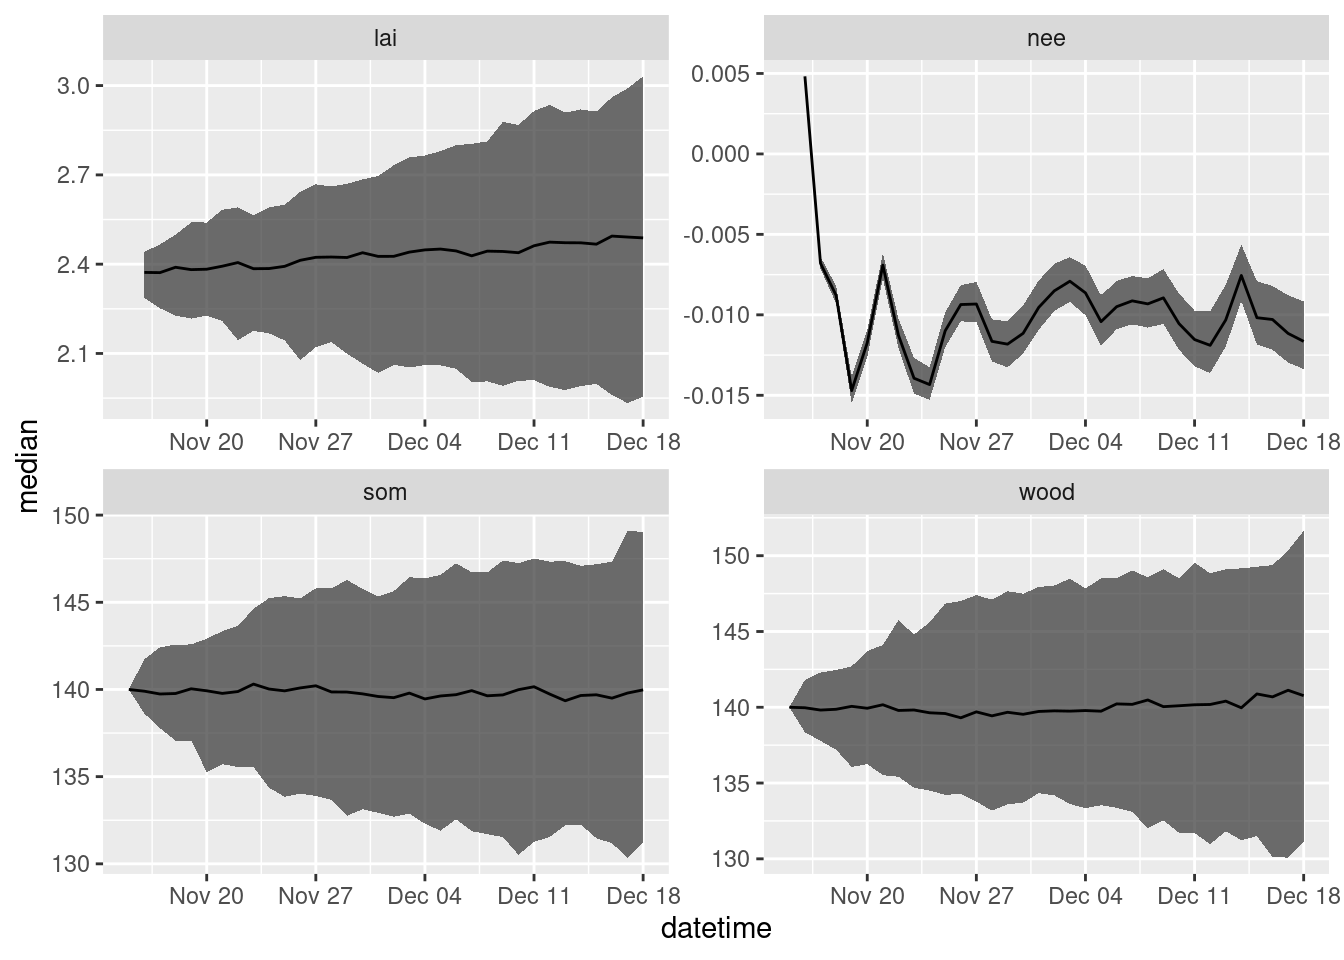 lai
3.0
2.7
2.4
2.1
Nov 20 Nov 27 Dec 04 Dec 11 Dec 18
nee
0.005
0.000
-0.005
-0.010
-0.015
Nov 20 Nov 27 Dec 04 Dec 11 Dec 18
median
som
150
145
140
135
130
Nov 20 Nov 27 Dec 04 Dec 11 Dec 18
wood
150
145
140
135
130
Nov 20 Nov 27 Dec 04 Dec 11 Dec 18
datetime